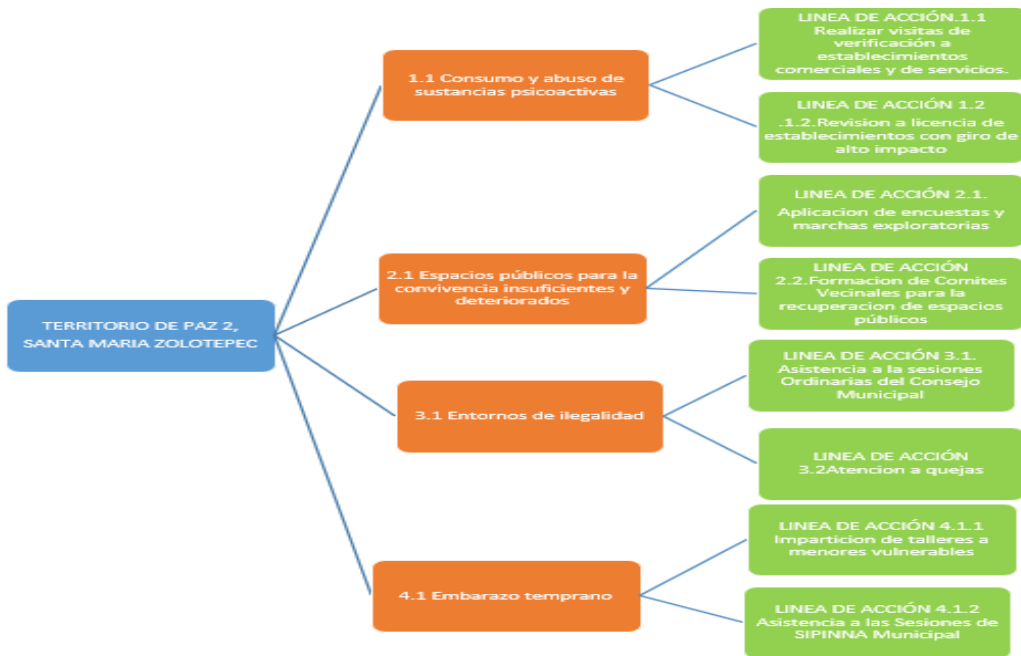 TERRITORIO DE PAZ 2,
SANTA MARIA ZOLOTEPEC
1.1 Consumo y abuso de
sustancias psicoactivas
LINEA DE ACCIÓN.1.1
Realizar visitas de
verificación a
establecimientos
comerciales y de servicios.
LINEA DE ACCIÓN 1.2
.1.2.Revision a licencia de
establecimientos con giro de
alto impacto
2.1 Espacios públicos para la
convivencia insuficientes y
deteriorados
LINEA DE ACCIÓN 2.1.
Aplicacion de encuestas y
marchas exploratorias
LINEA DE ACCIÓN
2.2.Formacion de Comites
Vecinales para la
recuperacion de espacios
públicos
3.1 Entornos de ilegalidad
LINEA DE ACCIÓN 3.1.
Asistencia a la sesiones
Ordinarias del Consejo
Municipal
LINEA DE ACCIÓN
3.2Atencion a quejas
4.1 Embarazo temprano
LINEA DE ACCIÓN 4.1.1
Imparticion de talleres a
menores vulnerables
LINEA DE ACCIÓN 4.1.2
Asistencia a las Sesiones de
SIPINNA Municipal